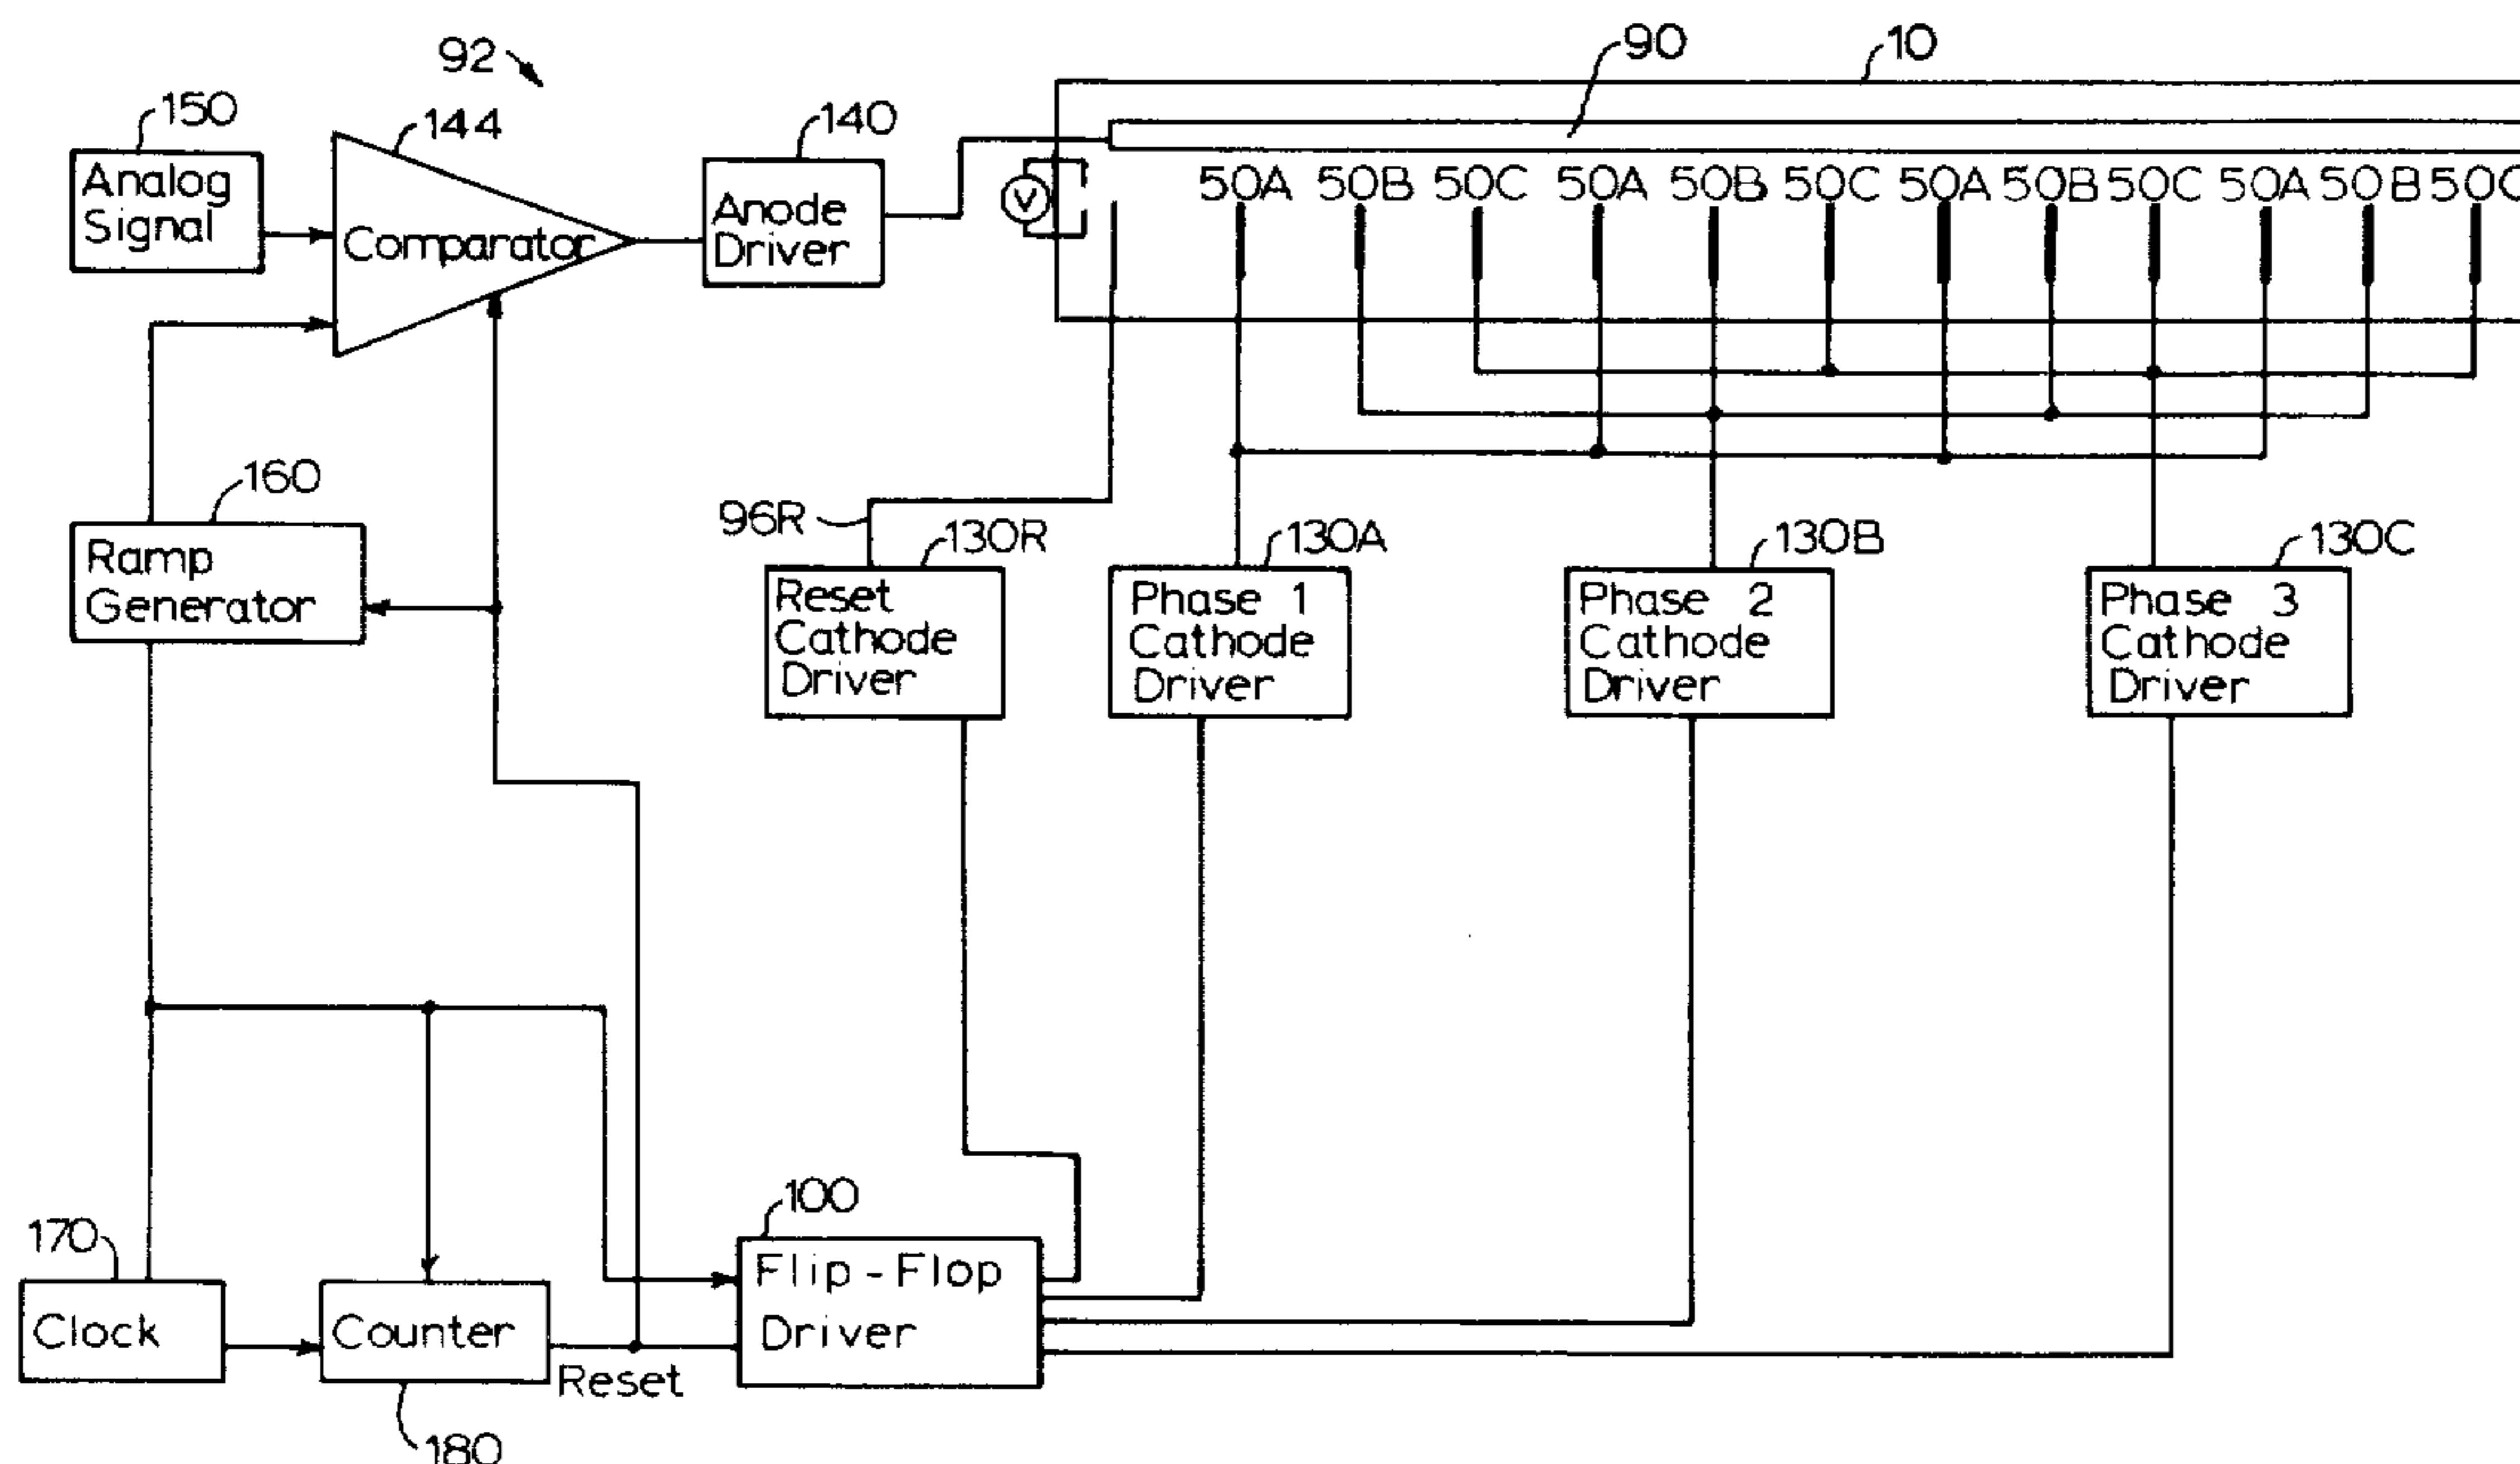 92
90
10
150
144
140
Analog
Signal
Comparator
Anode
Driver
V
50A 50B 50C 50A 50B 50C 50A 50B 50C 50A 50B 50C
160
96R
130R
130A
130B
130C
Ramp
Generator
Reset
Cathode
Driver
Phase 1
Cathode
Driver
Phase 2
Cathode
Driver
Phase 3
Cathode
Driver
170
100
Clock
Counter
Reset
Flip-Flop
Driver
180